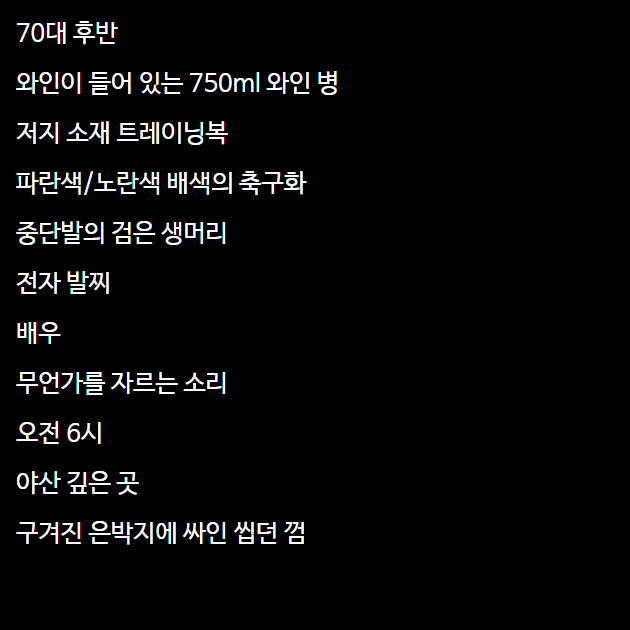 70대 후반
와인이 들어 있는 750ml 와인 병
저지 소재 트레이닝복
파란색/노란색 배색의 축구화
중단발의 검은 생머리
전자 발찌
배우
무언가를 자르는 소리
오전 6시
야산 깊은 곳
구겨진 은박지에 싸인 씹던 껌